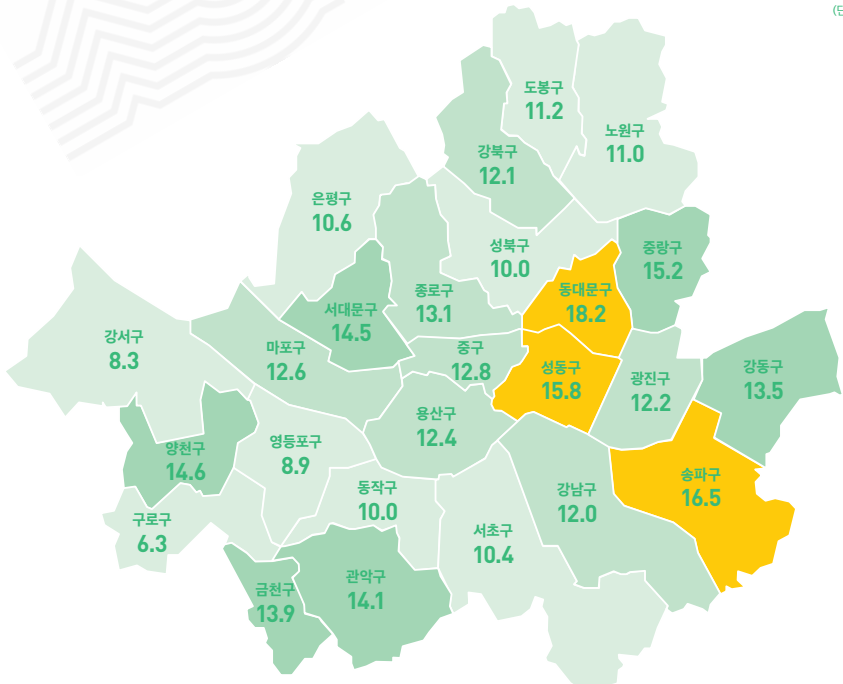 (단
도봉구
11.2
노원구
11.0
강북구
12.1
은평구
10.6
성북구
10.0
중랑구
15.2
종로구
13.1
동대문구
18.2
서대문구
14.5
강서구
8.3
마포구
12.6
중구
12.8
성동구
15.8
광진구
12.2
강동구
13.5
용산구
12.4
양천구
14.6
영등포구
8.9
동작구
10.0
강남구
12.0
송파구
16.5
구로구
6.3
서초구
10.4
금천구
13.9
관악구
14.1